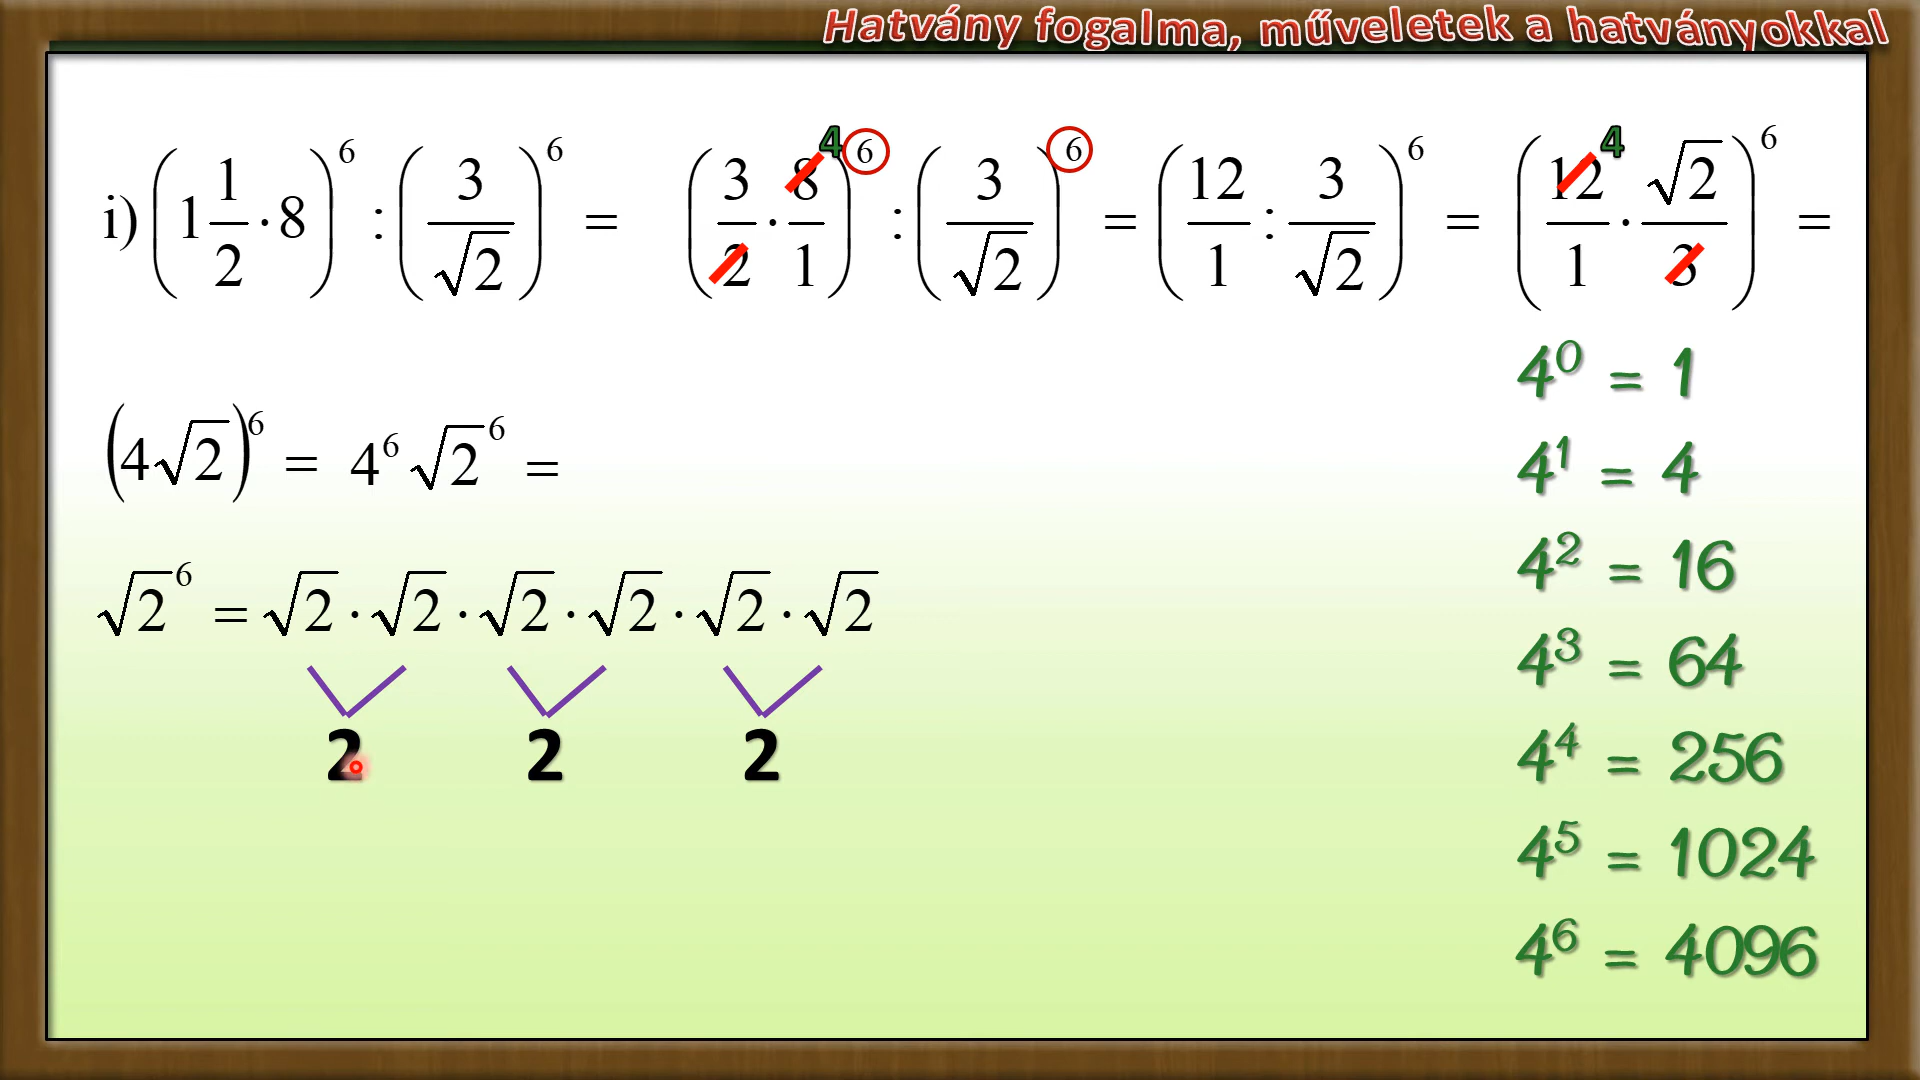 Hatvány fogalma, műveletek a hatványokkal
i) (1 1/2 · 8)^6 : (3/√2)^6 = (3/2 · 8/1)^6 : (3/√2)^6 = (12/1 : 3/√2)^6 = (12/1 · √2/3)^6 =
4 4
(4√2)^6 = 4^6 √2^6 =
√2^6 = √2 · √2 · √2 · √2 · √2 · √2
2 2 2
4^0 = 1
4^1 = 4
4^2 = 16
4^3 = 64
4^4 = 256
4^5 = 1024
4^6 = 4096